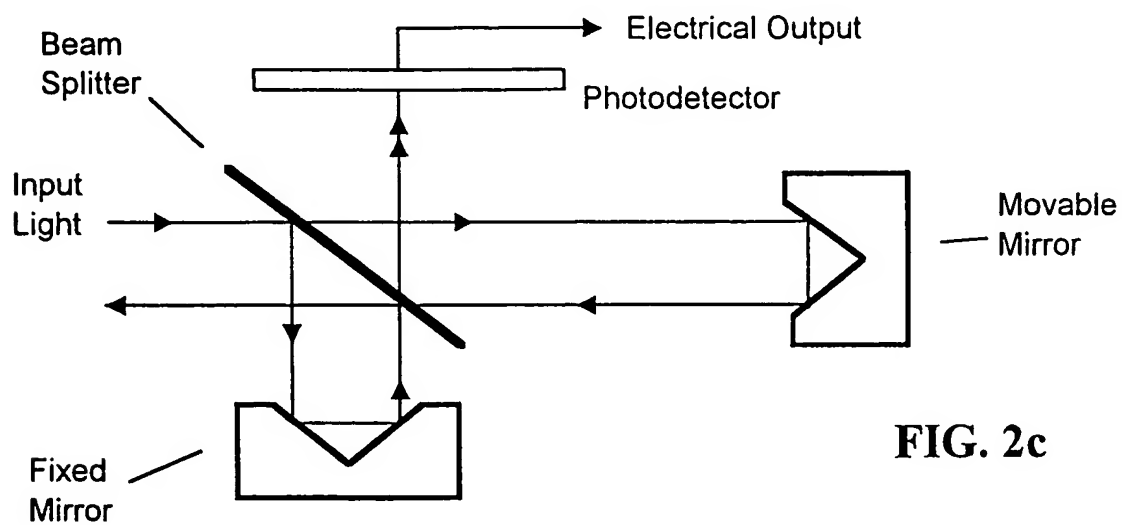 Electrical Output
Beam
Splitter
Photodetector
Input
Light
Movable
Mirror
FIG. 2c
Fixed
Mirror